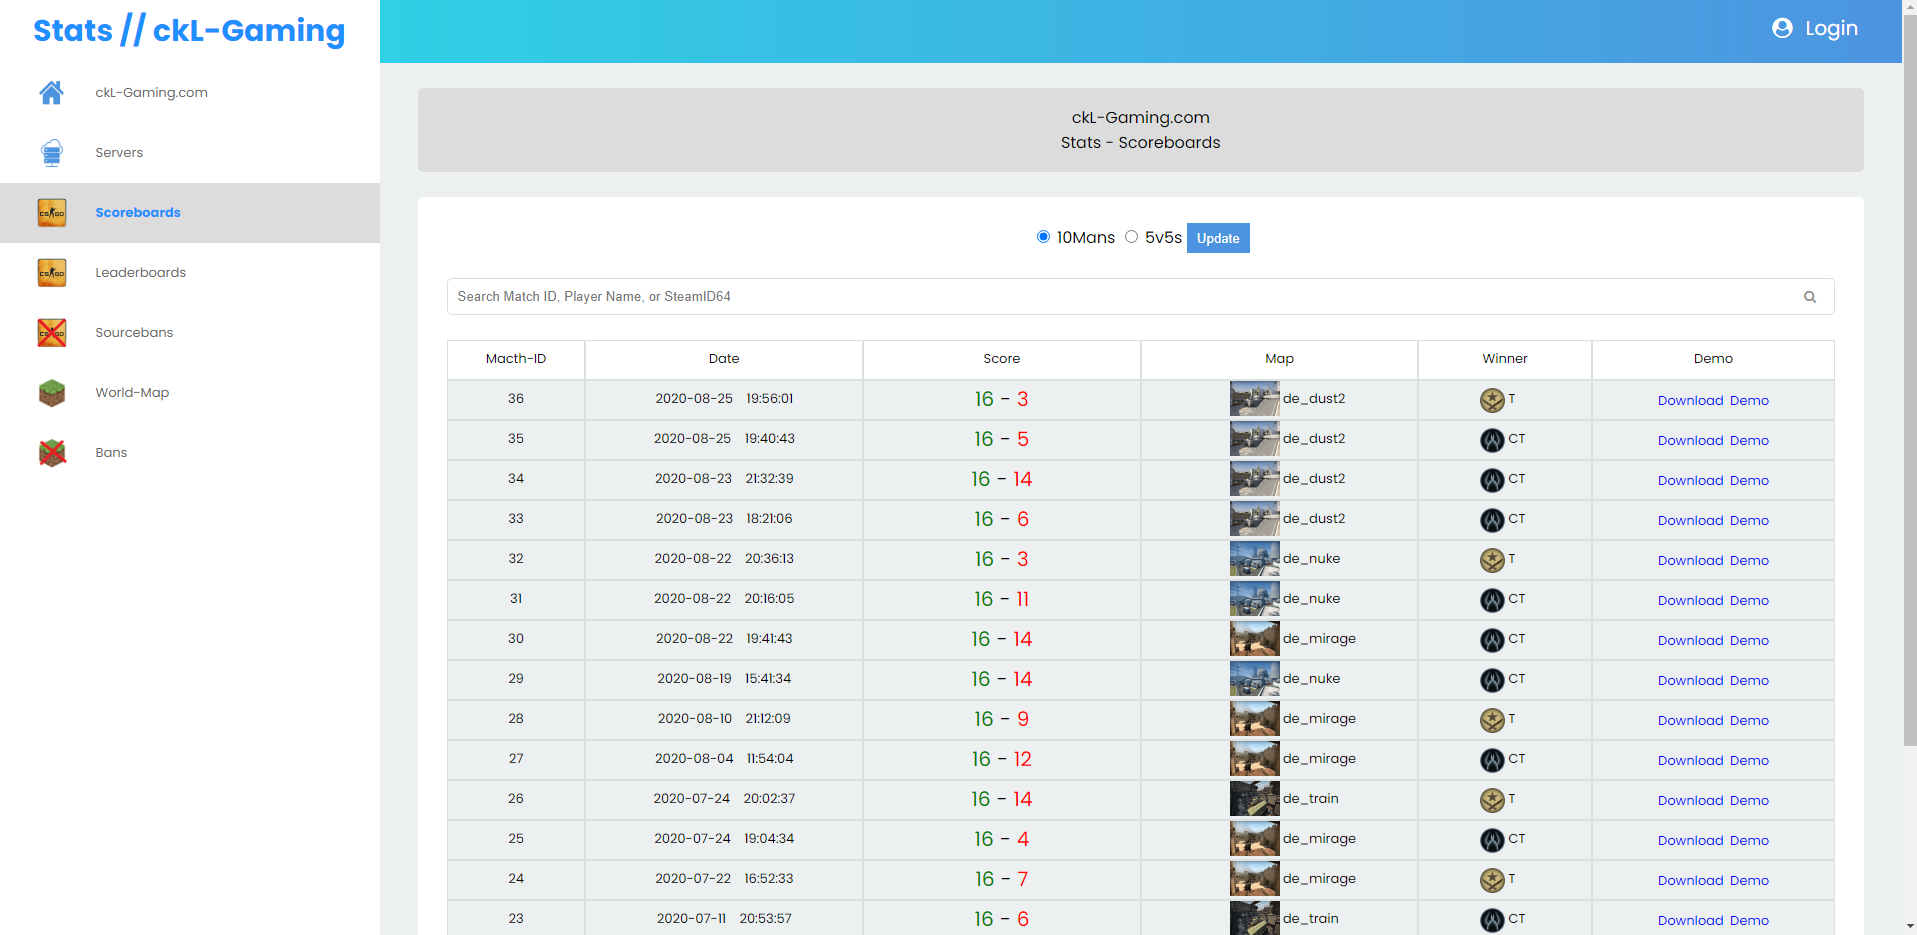 Stats // ckL-Gaming
Login
ckL-Gaming.com
Servers
Scoreboards
Leaderboards
Sourcebans
World-Map
Bans
ckL-Gaming.com
Stats - Scoreboards
10Mans 5v5s Update
Search Match ID, Player Name, or SteamID64
Macth-ID Date Score Map Winner Demo
36 2020-08-25 19:56:01 16 - 3 de_dust2 T Download Demo
35 2020-08-25 19:40:43 16 - 5 de_dust2 CT Download Demo
34 2020-08-23 21:32:39 16 - 14 de_dust2 CT Download Demo
33 2020-08-23 18:21:06 16 - 6 de_dust2 CT Download Demo
32 2020-08-22 20:36:13 16 - 3 de_nuke T Download Demo
31 2020-08-22 20:16:05 16 - 11 de_nuke CT Download Demo
30 2020-08-22 19:41:43 16 - 14 de_mirage CT Download Demo
29 2020-08-19 15:41:34 16 - 14 de_nuke CT Download Demo
28 2020-08-10 21:12:09 16 - 9 de_mirage T Download Demo
27 2020-08-04 11:54:04 16 - 12 de_mirage CT Download Demo
26 2020-07-24 20:02:37 16 - 14 de_train T Download Demo
25 2020-07-24 19:04:34 16 - 4 de_mirage CT Download Demo
24 2020-07-22 16:52:33 16 - 7 de_mirage T Download Demo
23 2020-07-11 20:53:57 16 - 6 de_train CT Download Demo